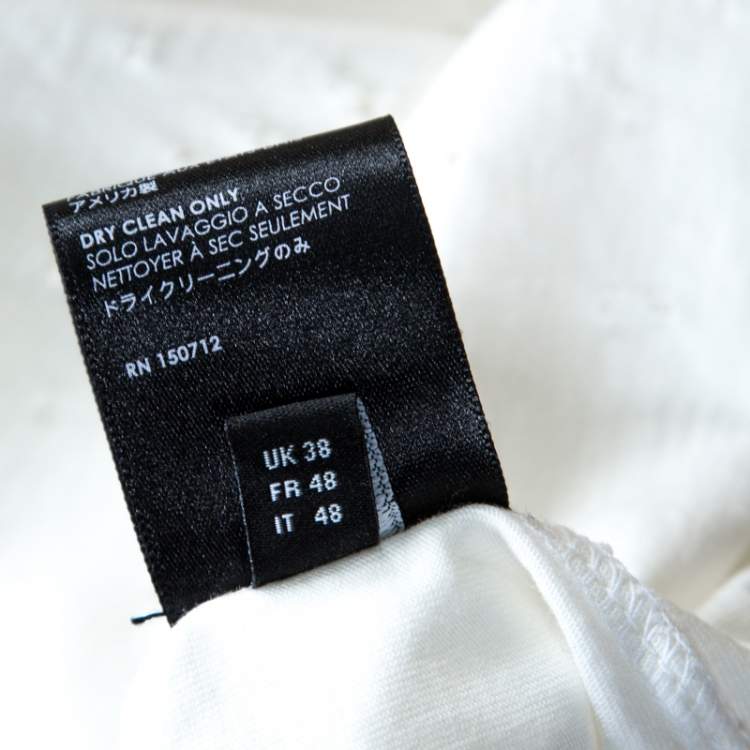 アメリカ製
DRY CLEAN ONLY
SOLO LAVAGGIO A SECCO
NETTOYER À SEC SEULEMENT
ドライクリーニングのみ
RN 150712
UK 38
FR 48
IT 48